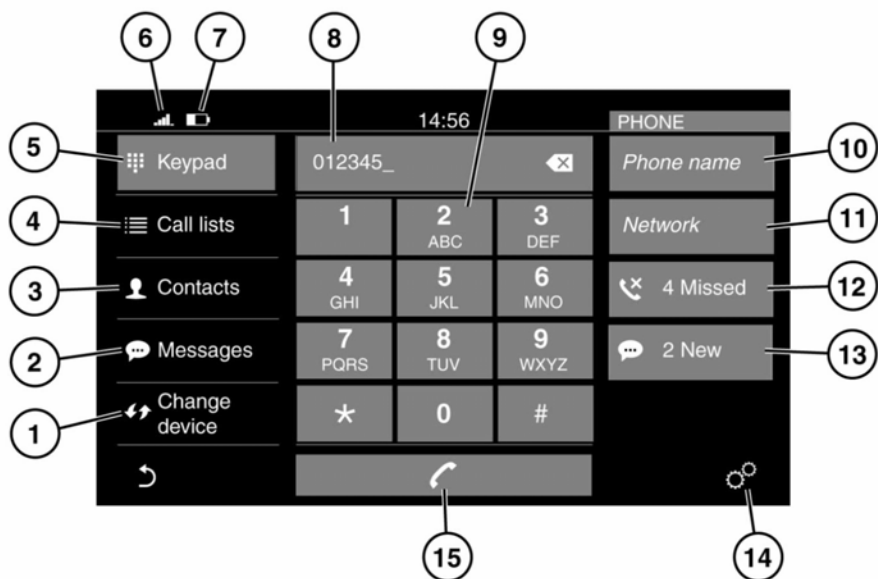 6 7 8 9
14:56 PHONE
5 Keypad 012345_ Phone name 10
4 Call lists 1 2 ABC 3 DEF Network 11
3 Contacts 4 GHI 5 JKL 6 MNO 4 Missed 12
2 Messages 7 PQRS 8 TUV 9 WXYZ 2 New 13
1 Change device * 0 #
15 14